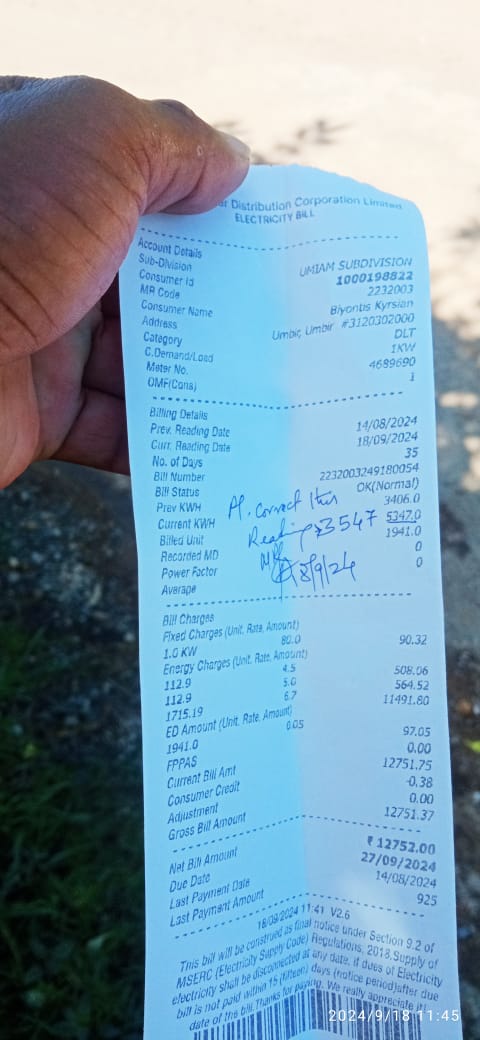 Distribution Corporation Limited
ELECTRICITY BILL
Account Details
Sub-Division UMIAM SUBDIVISION
Consumer Id 1000198822
MR Code 2232003
Consumer Name Biyontis Kyrsian
Address Umbir, Umbir #3120302000
Category DLT
C.Demand/Load 1KW
Meter No. 4689690
OMF(Cons) 1
Billing Details
Prev. Reading Date 14/08/2024
Curr. Reading Date 18/09/2024
No. of Days 35
Bill Number 2232003249180054
Bill Status OK(Normal)
Prev KWH 3406.0
Current KWH 5347.0
Billed Unit 1941.0
Recorded MD 0
Power Factor 0
Average
Pl. correct this
Reading 3547
18/9/24
Bill Charges
Fixed Charges (Unit, Rate, Amount)
1.0 KW 80.0 90.32
Energy Charges (Unit, Rate, Amount)
112.9 4.5 508.06
112.9 5.0 564.52
1715.19 6.7 11491.80
ED Amount (Unit, Rate, Amount)
1941.0 0.05 97.05
FPPAS 0.00
Current Bill Amt 12751.75
Consumer Credit -0.38
Adjustment 0.00
Gross Bill Amount 12751.37
Net Bill Amount ₹ 12752.00
Due Date 27/09/2024
Last Payment Date 14/08/2024
Last Payment Amount 925
18/09/2024 11:41 V2.6
This bill will be construed as final notice under Section 9.2 of
MSERC (Electricity Supply Code) Regulations, 2018,Supply of
electricity shall be disconnected at any date, if dues of Electricity
bill is not paid within 15 (fifteen) days (notice period)after due
date of the bill.Thanks for paying. We really appreciate it!
2024/9/18 11:45